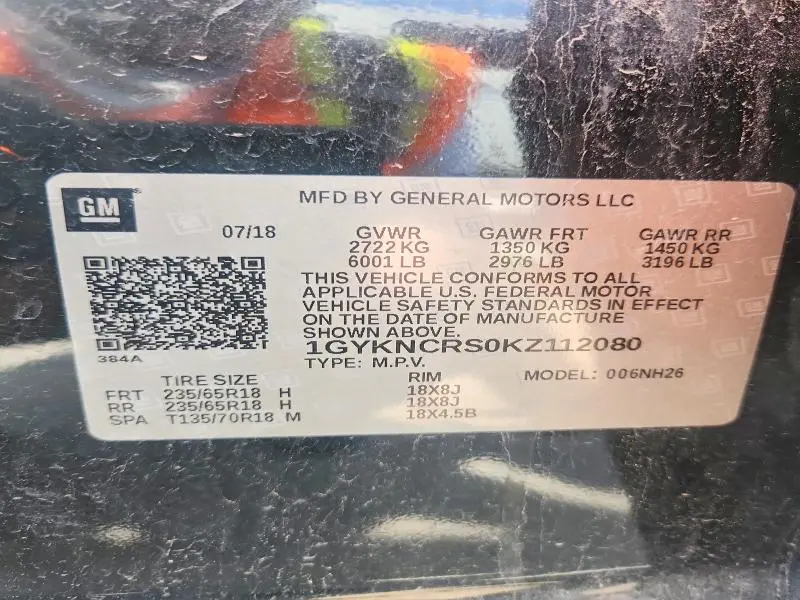 GM
MFD BY GENERAL MOTORS LLC
07/18 GVWR GAWR FRT GAWR RR
2722 KG 1350 KG 1450 KG
6001 LB 2976 LB 3196 LB
THIS VEHICLE CONFORMS TO ALL
APPLICABLE U.S. FEDERAL MOTOR
VEHICLE SAFETY STANDARDS IN EFFECT
ON THE DATE OF MANUFACTURE
SHOWN ABOVE.
384A
1GYKNCRS0KZ112080
TYPE: M.P.V.
TIRE SIZE RIM MODEL: 006NH26
FRT 235/65R18 H 18X8J
RR 235/65R18 H 18X8J
SPA T135/70R18 M 18X4.5B